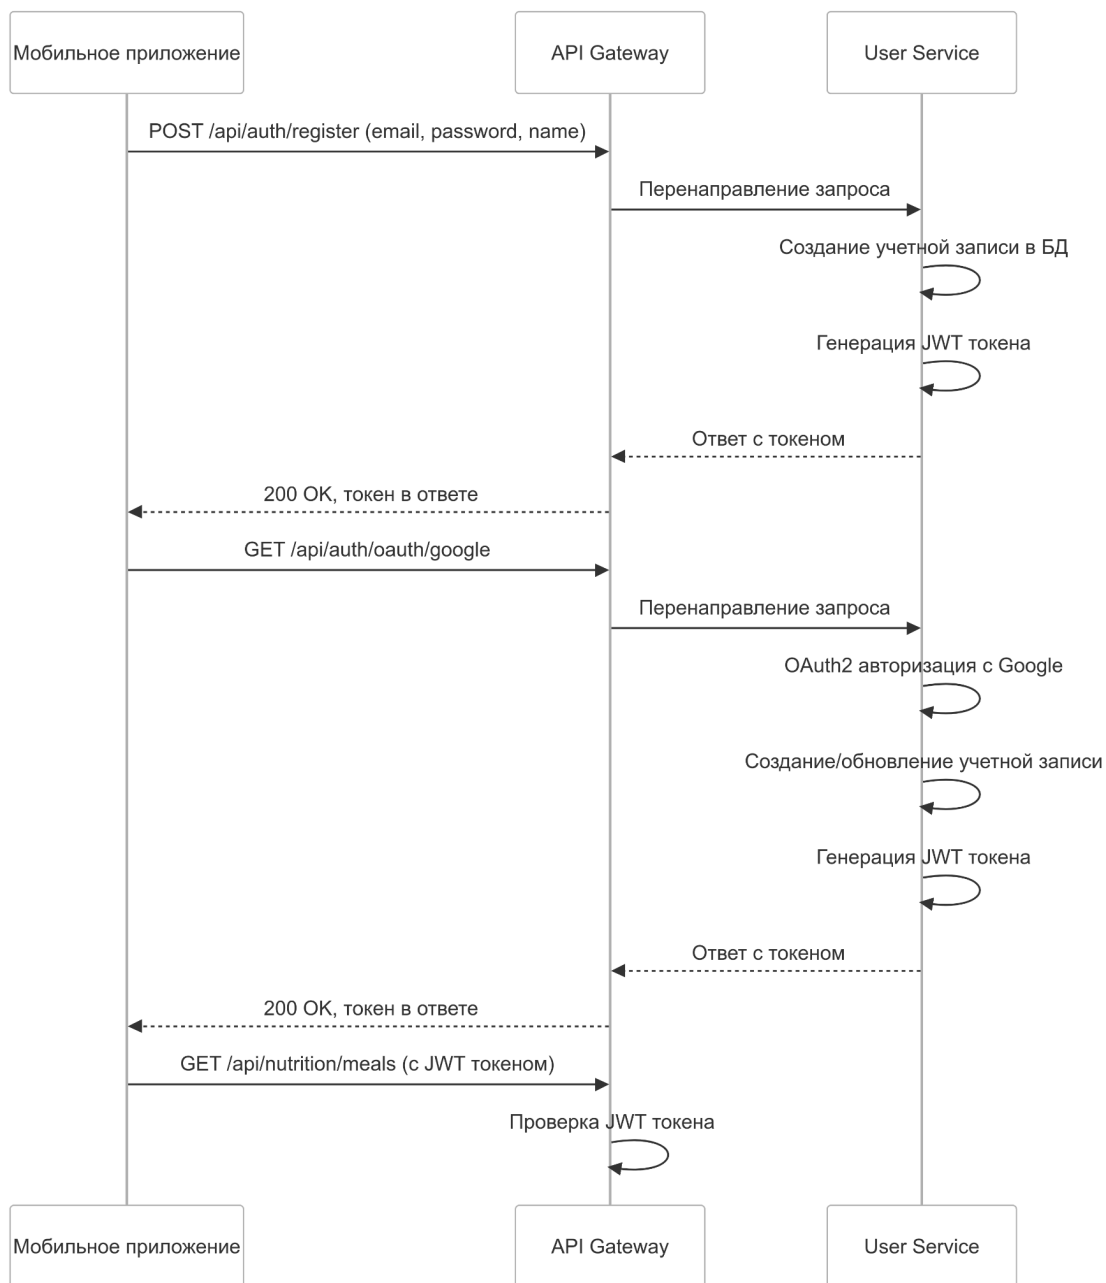 Мобильное приложение
API Gateway
User Service
POST /api/auth/register (email, password, name)
Перенаправление запроса
Создание учетной записи в БД
Генерация JWT токена
Ответ с токеном
200 OK, токен в ответе
GET /api/auth/oauth/google
Перенаправление запроса
OAuth2 авторизация с Google
Создание/обновление учетной записи
Генерация JWT токена
Ответ с токеном
200 OK, токен в ответе
GET /api/nutrition/meals (с JWT токеном)
Проверка JWT токена
Мобильное приложение
API Gateway
User Service